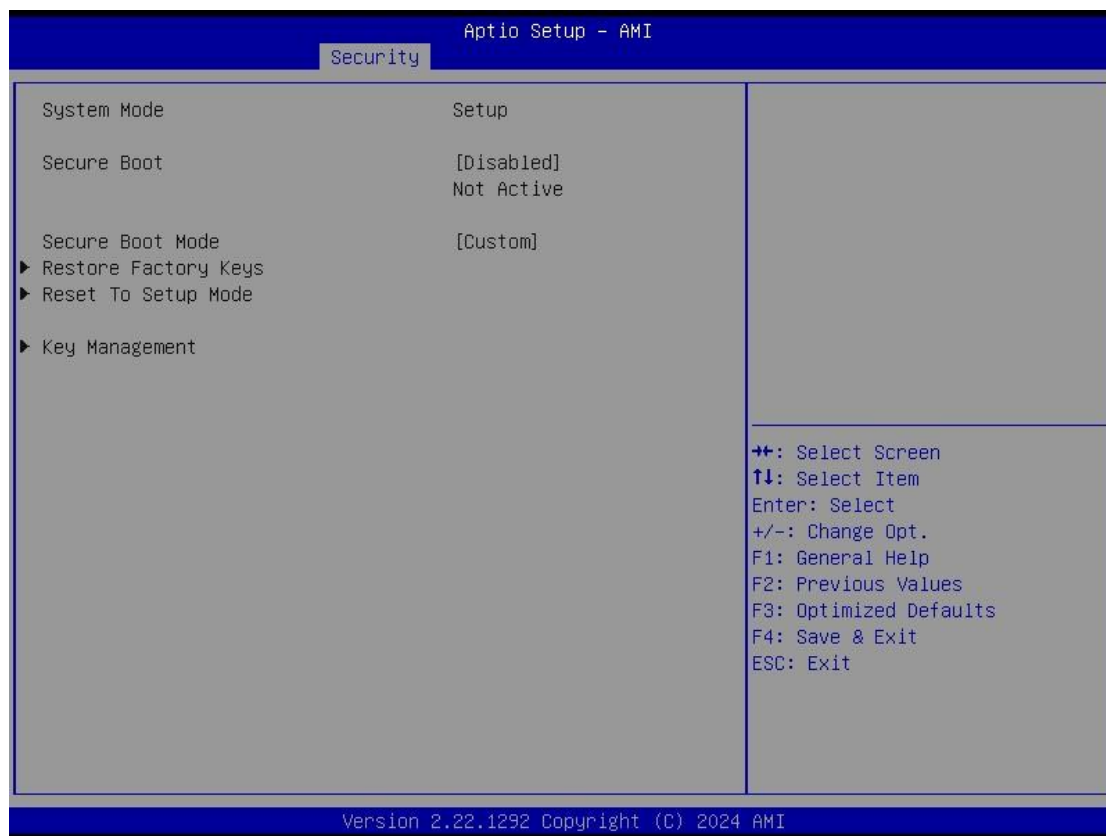 Aptio Setup – AMI
Security
System Mode Setup
Secure Boot [Disabled]
Not Active
Secure Boot Mode [Custom]
▶ Restore Factory Keys
▶ Reset To Setup Mode
▶ Key Management
→←: Select Screen
↑↓: Select Item
Enter: Select
+/-: Change Opt.
F1: General Help
F2: Previous Values
F3: Optimized Defaults
F4: Save & Exit
ESC: Exit
Version 2.22.1292 Copyright (C) 2024 AMI